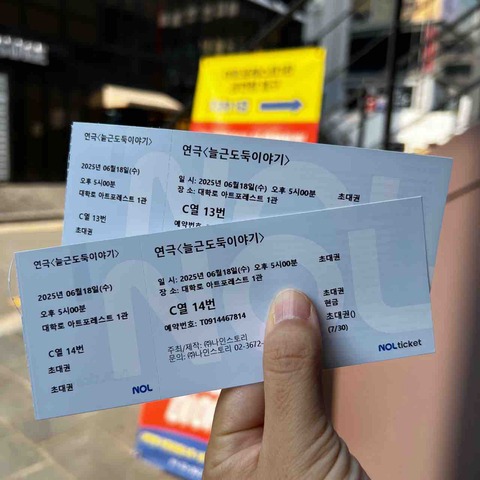 연극<늘근도둑이야기>
2025년 06월18일(수)
오후 5시00분
대학로 아트포레스트 1관
C열 13번
초대권
연극<늘근도둑이야기>
일 시: 2025년 06월18일(수) 오후 5시00분
장 소: 대학로 아트포레스트 1관
초대권
C열 13번
연극<늘근도둑이야기>
2025년 06월18일(수)
오후 5시00분
대학로 아트포레스트 1관
C열 14번
초대권
초대권
NOL
연극<늘근도둑이야기>
일 시: 2025년 06월18일(수) 오후 5시00분
초대권
장 소: 대학로 아트포레스트 1관
C열 14번
초대권
현금
예약번호: T0914467814
초대권()
(7/30)
주최/제작: ㈜나인스토리
문의: ㈜나인스토리 02-3672-
NOL ticket
NOL
NOL